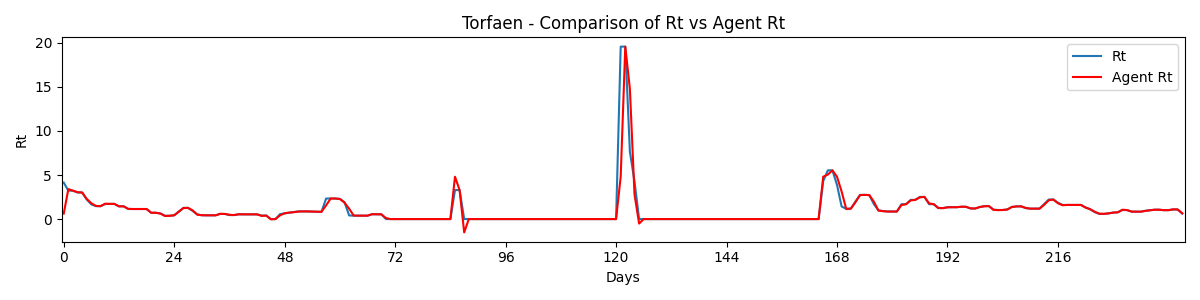 Torfaen - Comparison of Rt vs Agent Rt
20
15
10
5
0
Rt
Rt
Agent Rt
0 24 48 72 96 120 144 168 192 216
Days